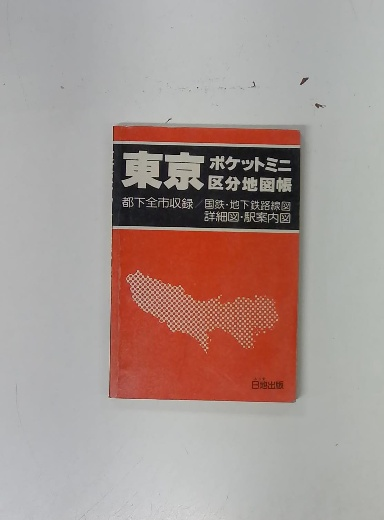 東京 ポケットミニ
区分地図帳
都下全市収録／国鉄・地下鉄路線図
詳細図・駅案内図
日地出版